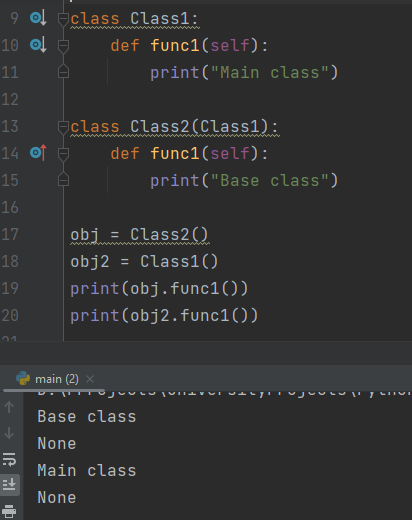 9 class Class1:
10 def func1(self):
11 print("Main class")
12
13 class Class2(Class1):
14 def func1(self):
15 print("Base class")
16
17 obj = Class2()
18 obj2 = Class1()
19 print(obj.func1())
20 print(obj2.func1())
main (2)
Base class
None
Main class
None